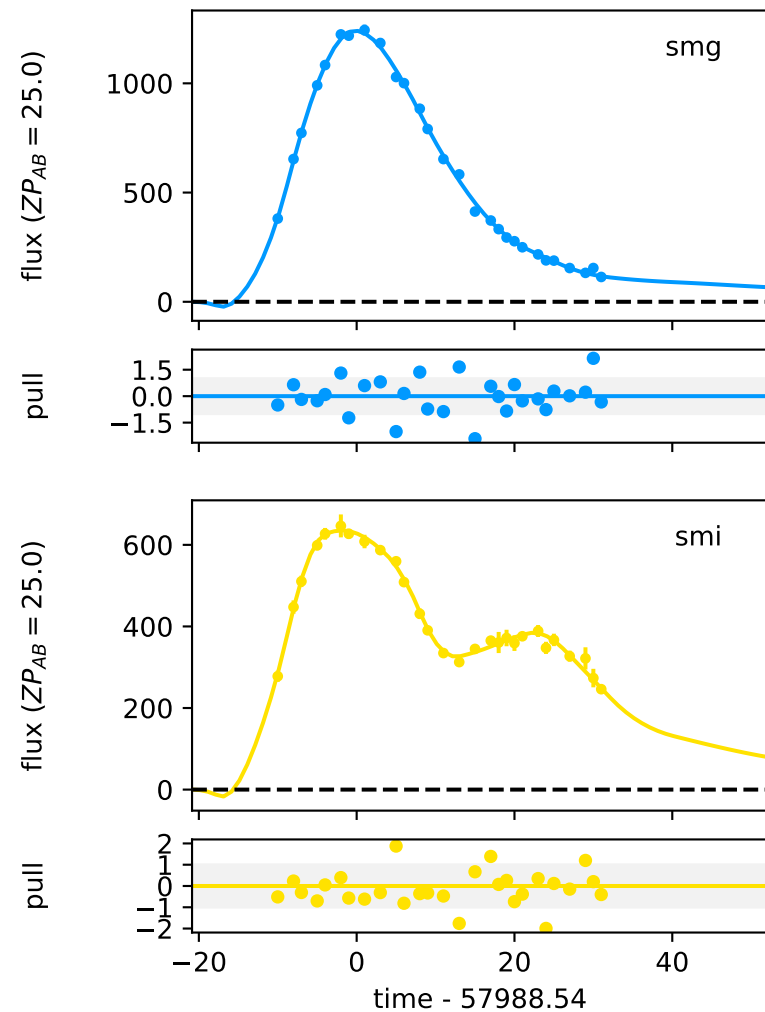 smg
flux (ZP_AB = 25.0)
1000
500
0
pull
1.5
0.0
−1.5
smi
flux (ZP_AB = 25.0)
600
400
200
0
pull
2
1
0
−1
−2
−20 0 20 40
time - 57988.54